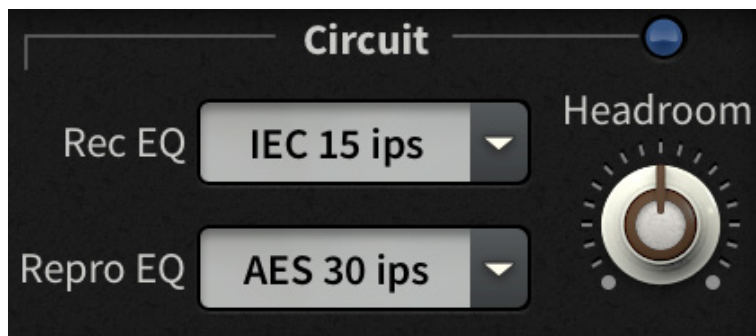 Circuit
Headroom
Rec EQ IEC 15 ips
Repro EQ AES 30 ips